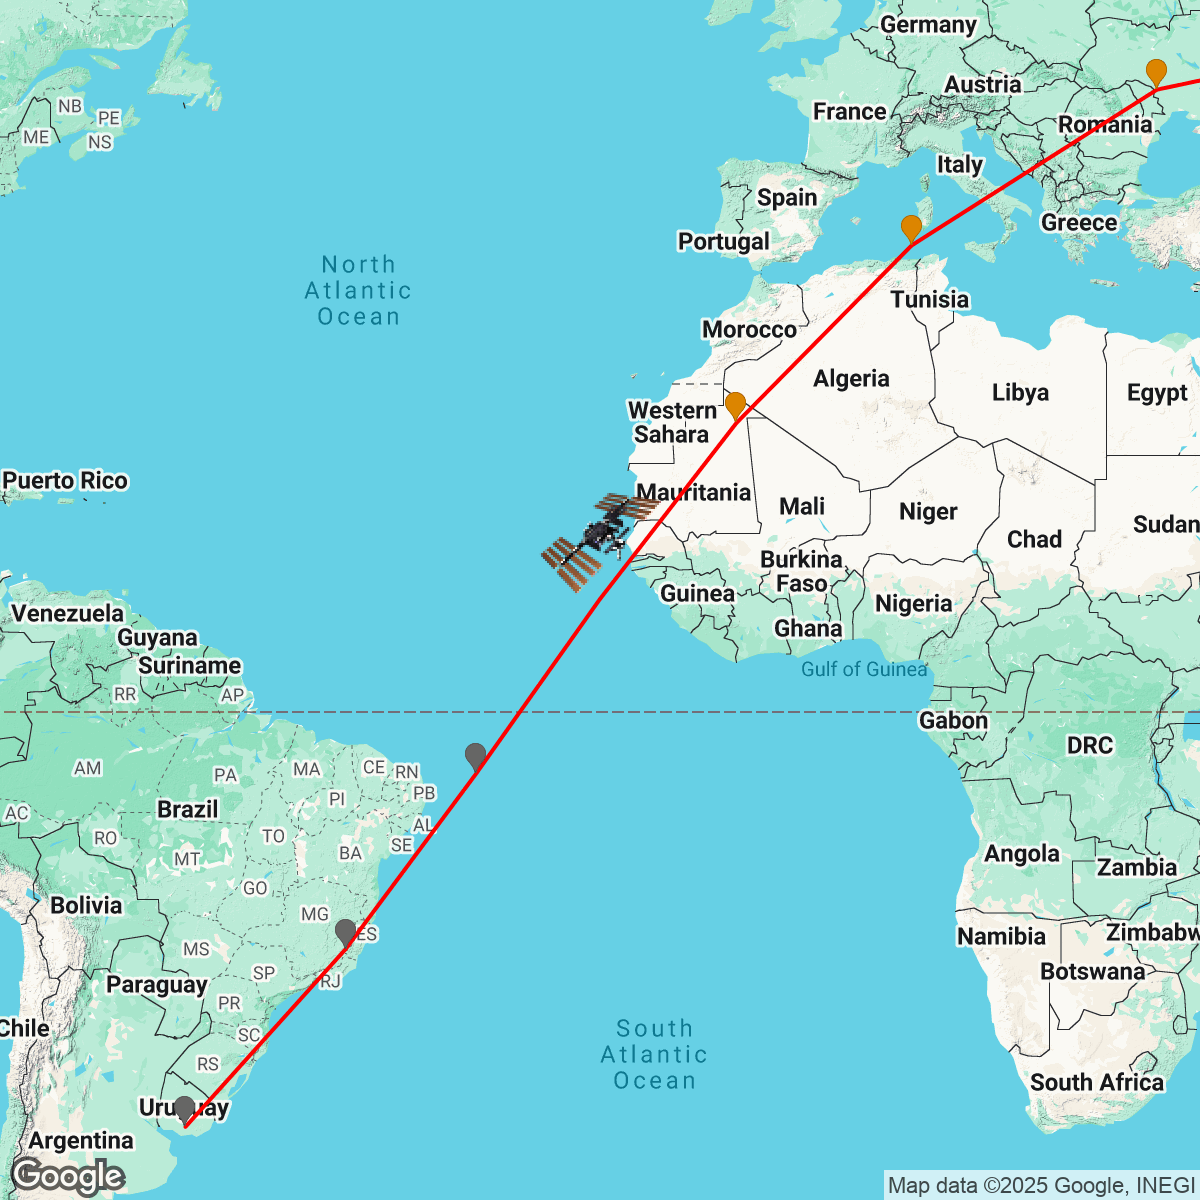 Germany
NB
PE
ME
NS
Austria
France
Romania
Italy
Spain
Greece
Portugal
North
Atlantic
Ocean
Tunisia
Morocco
Algeria
Libya
Egypt
Western
Sahara
Puerto Rico
Mauritania
Mali
Niger
Chad
Sudan
Burkina
Faso
Guinea
Nigeria
Ghana
Venezuela
Guyana
Suriname
Gulf of Guinea
RR
AP
Gabon
DRC
AM
PA
MA
CE
RN
PI
PB
Brazil
AC
RO
TO
AL
SE
MT
BA
Angola
Zambia
GO
Bolivia
MG
ES
Namibia
Zimbabw
MS
SP
RJ
Botswana
Paraguay
PR
Chile
SC
South
Atlantic
Ocean
RS
South Africa
Uruguay
Argentina
Google
Map data ©2025 Google, INEGI